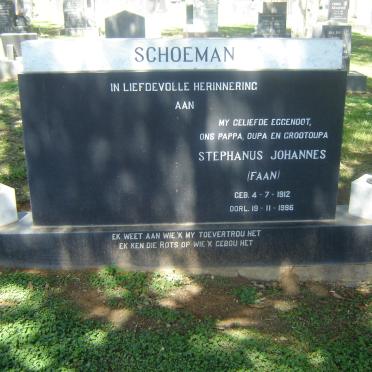 SCHOEMAN
IN LIEFDEVOLLE HERINNERING
AAN
MY GELIEFDE EGGENOOT,
ONS PAPPA, OUPA EN GROOTOUPA
STEPHANUS JOHANNES
(FAAN)
GEB. 4-7-1912
OORL. 19-11-1996
EK WEET AAN WIE'K MY TOEVERTROU HET
EK KEN DIE ROTS OP WIE'K GEBOU HET